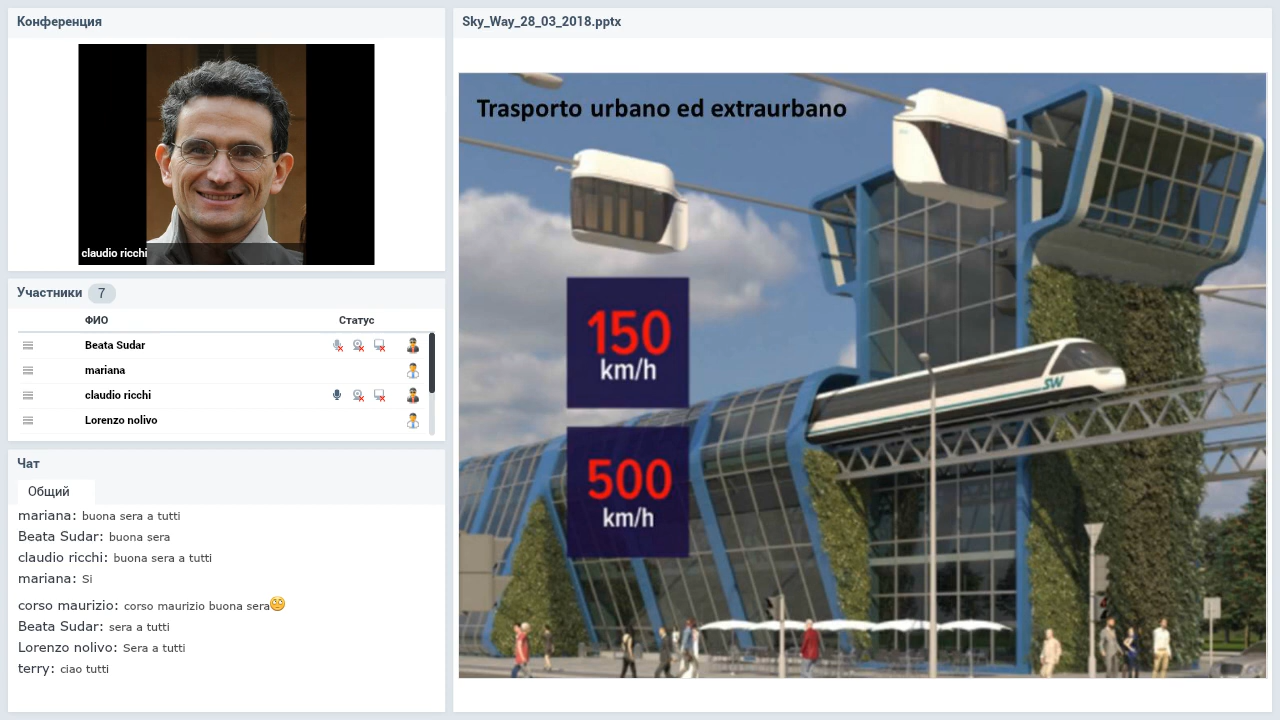 Конференция
claudio ricchi
Участники 7
ФИО Статус
Beata Sudar
mariana
claudio ricchi
Lorenzo nolivo
Чат
Общий
mariana: buona sera a tutti
Beata Sudar: buona sera
claudio ricchi: buona sera a tutti
mariana: Si
corso maurizio: corso maurizio buona sera
Beata Sudar: sera a tutti
Lorenzo nolivo: Sera a tutti
terry: ciao tutti
Sky_Way_28_03_2018.pptx
Trasporto urbano ed extraurbano
150
km/h
SW
500
km/h